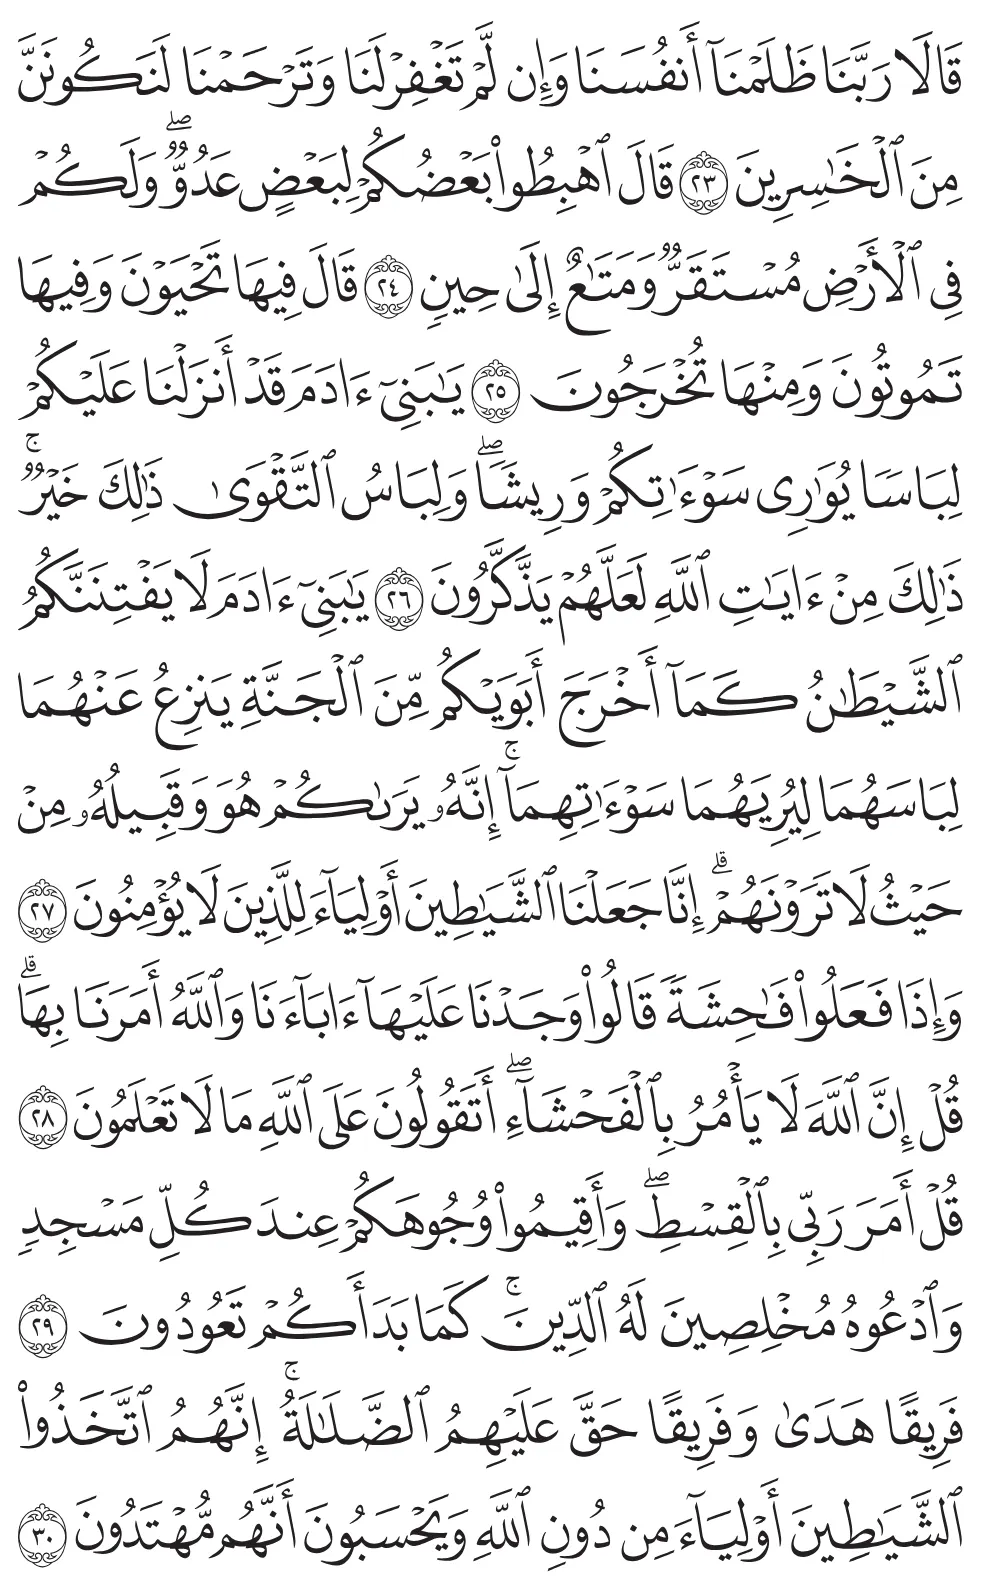 قَالَا رَبَّنَا ظَلَمْنَآ أَنفُسَنَا وَإِن لَّمْ تَغْفِرْ لَنَا وَتَرْحَمْنَا لَنَكُونَنَّ
مِنَ ٱلْخَـٰسِرِينَ ٢٣ قَالَ ٱهْبِطُوا۟ بَعْضُكُمْ لِبَعْضٍ عَدُوٌّ ۖ وَلَكُمْ
فِى ٱلْأَرْضِ مُسْتَقَرٌّ وَمَتَـٰعٌ إِلَىٰ حِينٍ ٢٤ قَالَ فِيهَا تَحْيَوْنَ وَفِيهَا
تَمُوتُونَ وَمِنْهَا تُخْرَجُونَ ٢٥ يَـٰبَنِىٓ ءَادَمَ قَدْ أَنزَلْنَا عَلَيْكُمْ
لِبَاسًا يُوَٰرِى سَوْءَٰتِكُمْ وَرِيشًا ۖ وَلِبَاسُ ٱلتَّقْوَىٰ ذَٰلِكَ خَيْرٌ ۚ
ذَٰلِكَ مِنْ ءَايَـٰتِ ٱللَّهِ لَعَلَّهُمْ يَذَّكَّرُونَ ٢٦ يَـٰبَنِىٓ ءَادَمَ لَا يَفْتِنَنَّكُمُ
ٱلشَّيْطَـٰنُ كَمَآ أَخْرَجَ أَبَوَيْكُم مِّنَ ٱلْجَنَّةِ يَنزِعُ عَنْهُمَا
لِبَاسَهُمَا لِيُرِيَهُمَا سَوْءَٰتِهِمَآ ۚ إِنَّهُۥ يَرَىٰكُمْ هُوَ وَقَبِيلُهُۥ مِنْ
حَيْثُ لَا تَرَوْنَهُمْ ۗ إِنَّا جَعَلْنَا ٱلشَّيَـٰطِينَ أَوْلِيَآءَ لِلَّذِينَ لَا يُؤْمِنُونَ ٢٧
وَإِذَا فَعَلُوا۟ فَـٰحِشَةً قَالُوا۟ وَجَدْنَا عَلَيْهَآ ءَابَآءَنَا وَٱللَّهُ أَمَرَنَا بِهَا ۗ
قُلْ إِنَّ ٱللَّهَ لَا يَأْمُرُ بِٱلْفَحْشَآءِ ۖ أَتَقُولُونَ عَلَى ٱللَّهِ مَا لَا تَعْلَمُونَ ٢٨
قُلْ أَمَرَ رَبِّى بِٱلْقِسْطِ ۖ وَأَقِيمُوا۟ وُجُوهَكُمْ عِندَ كُلِّ مَسْجِدٍ
وَٱدْعُوهُ مُخْلِصِينَ لَهُ ٱلدِّينَ ۚ كَمَا بَدَأَكُمْ تَعُودُونَ ٢٩
فَرِيقًا هَدَىٰ وَفَرِيقًا حَقَّ عَلَيْهِمُ ٱلضَّلَـٰلَةُ ۚ إِنَّهُمُ ٱتَّخَذُوا۟
ٱلشَّيَـٰطِينَ أَوْلِيَآءَ مِن دُونِ ٱللَّهِ وَيَحْسَبُونَ أَنَّهُم مُّهْتَدُونَ ٣٠